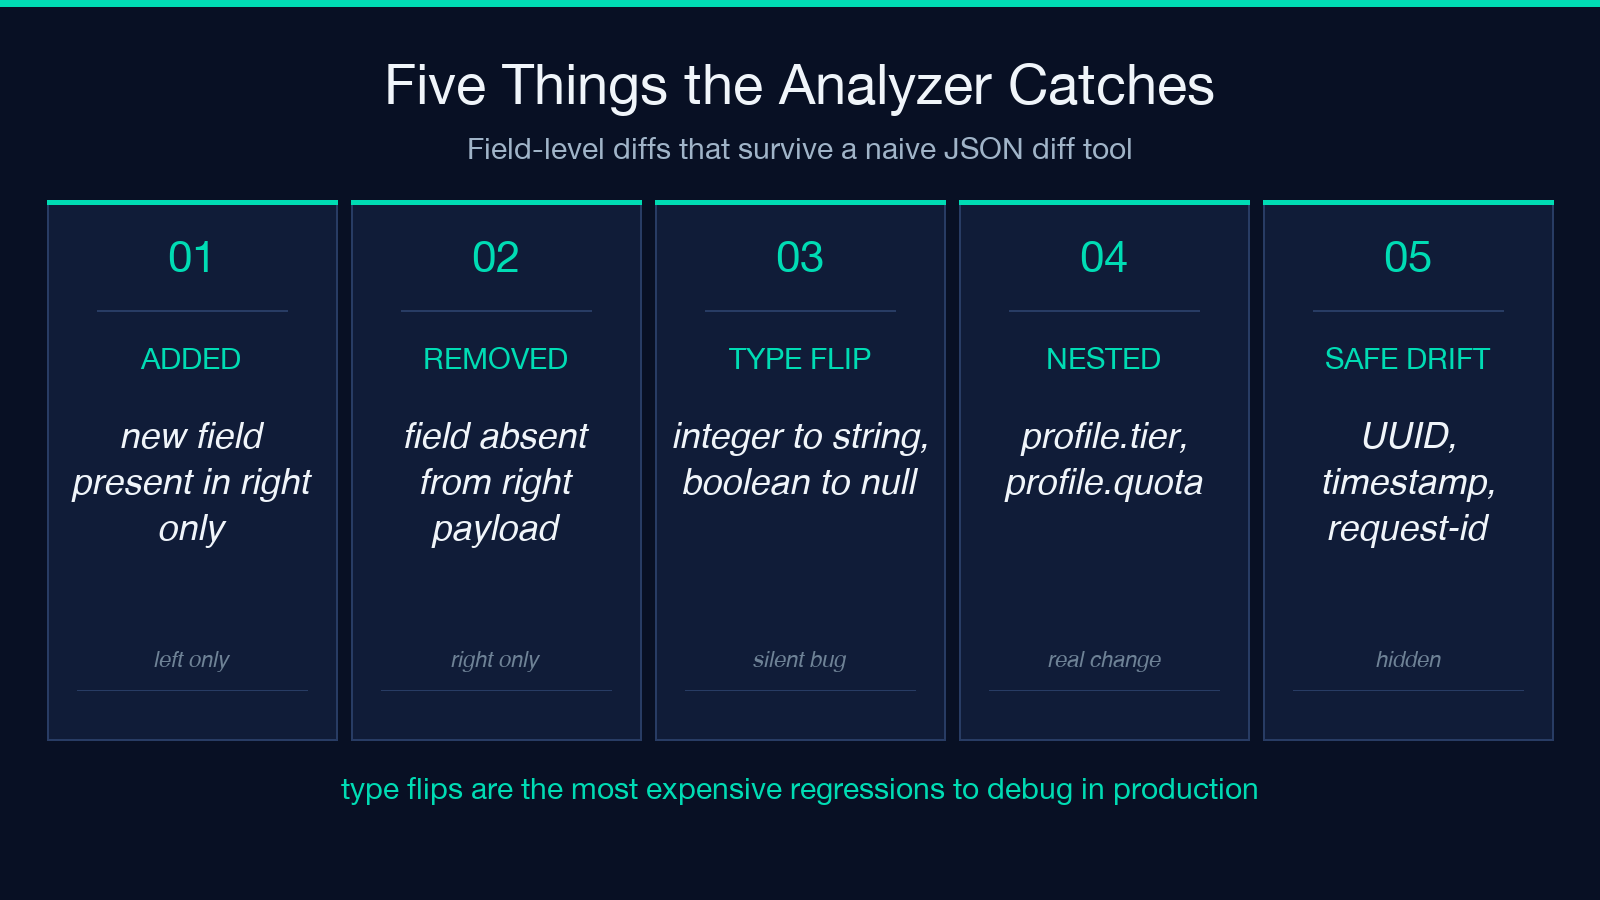 Five Things the Analyzer Catches
Field-level diffs that survive a naive JSON diff tool
01
ADDED
new field
present in right
only
left only
02
REMOVED
field absent
from right
payload
right only
03
TYPE FLIP
integer to string,
boolean to null
silent bug
04
NESTED
profile.tier,
profile.quota
real change
05
SAFE DRIFT
UUID,
timestamp,
request-id
hidden
type flips are the most expensive regressions to debug in production